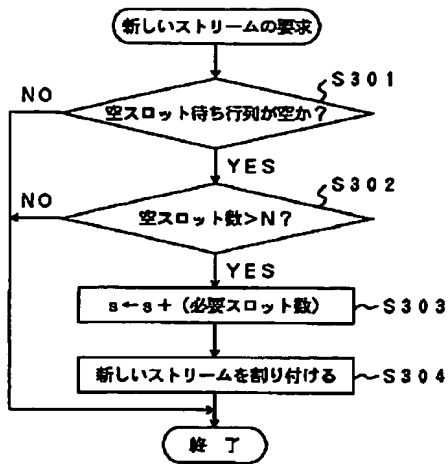 新しいストリームの要求
S301
NO
空スロット待ち行列が空か？
YES
S302
NO
空スロット数>N？
YES
s←s＋(必要スロット数)
S303
新しいストリームを割り付ける
S304
終了